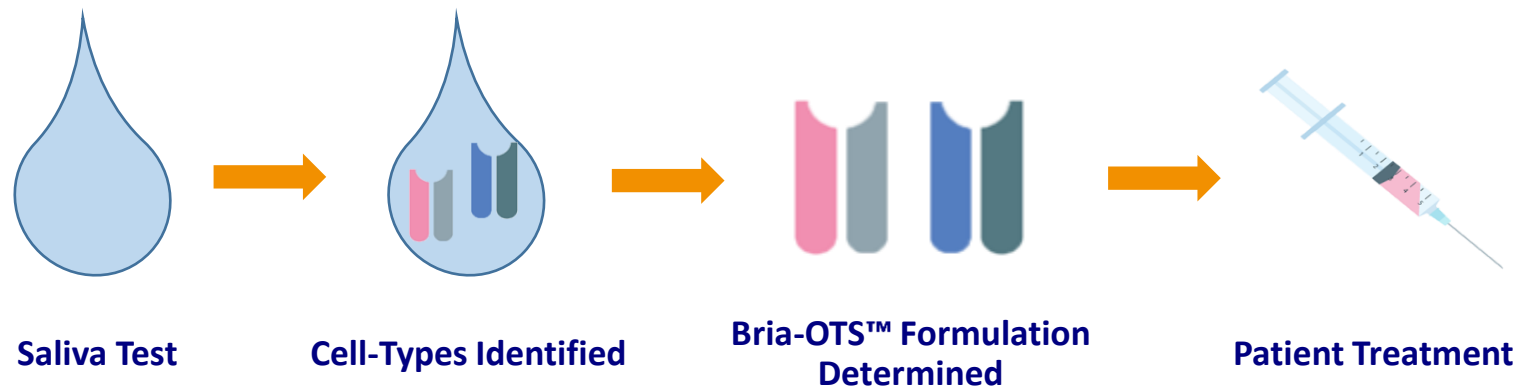 Saliva Test
Cell-Types Identified
Bria-OTS™ Formulation
Determined
Patient Treatment